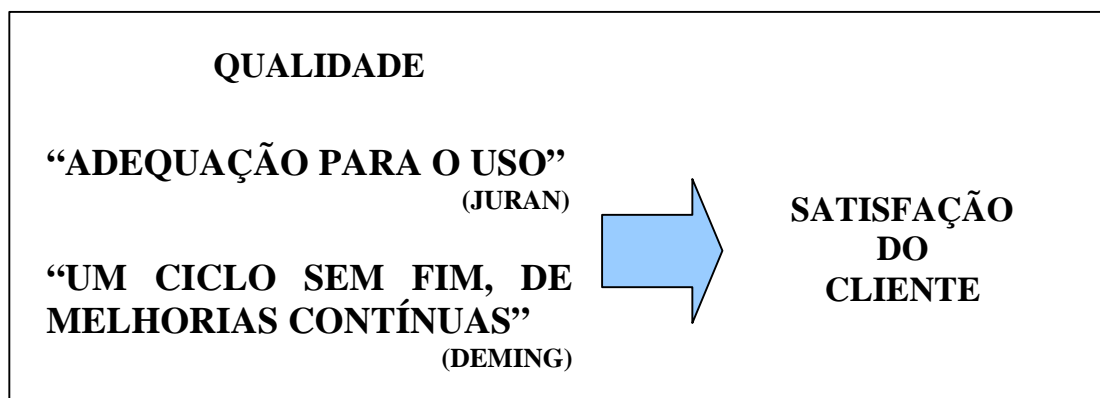 QUALIDADE
“ADEQUAÇÃO PARA O USO”
(JURAN)
“UM CICLO SEM FIM, DE
MELHORIAS CONTÍNUAS”
(DEMING)
SATISFAÇÃO
DO
CLIENTE